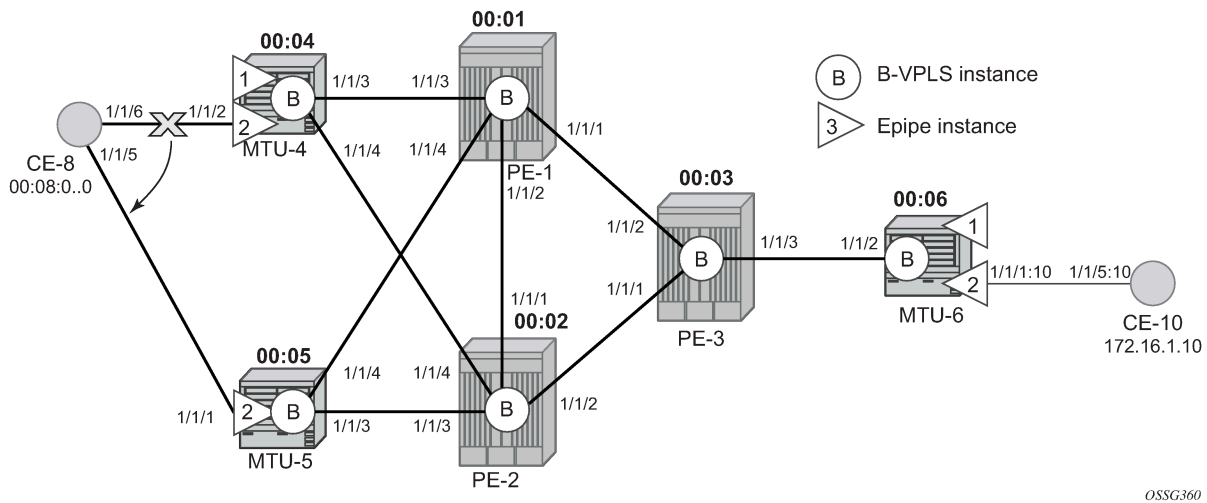 00:01
00:04
1
B
2
MTU-4
1/1/3
1/1/3
B
PE-1
B
B-VPLS instance
3
Epipe instance
1/1/6
1/1/2
1/1/5
CE-8
00:08:0..0
1/1/4
1/1/4
1/1/2
1/1/1
00:03
1/1/2
B
1/1/3
1/1/1
PE-3
00:06
1
1/1/2
B
2
MTU-6
1/1/1:10
1/1/5:10
CE-10
172.16.1.10
1/1/1
00:02
00:05
1/1/4
1/1/4
1/1/1
2
B
1/1/3
1/1/3
B
1/1/2
MTU-5
PE-2
OSSG360